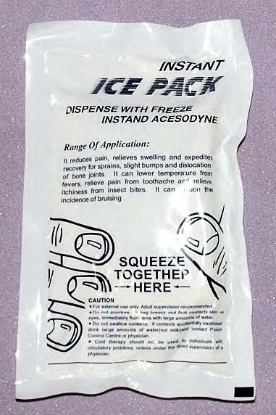 INSTANT
ICE PACK
DISPENSE WITH FREEZE
INSTAND ACESODYNE
Range Of Application:
It reduces pain, relieves swelling and expedites
recovery for sprains, slight bumps and dislocation
of bone joints. It can lower temperature from
fevers, relieve pain from toothache and relieve
itchiness from insect bites. It can the
incidence of bruising
SQUEEZE
TOGETHER
HERE
CAUTION
• For external use only. Adult supervision recommended.
• Do not puncture. If bag breaks and fluid contacts skin or
eyes, immediately flush area with large amounts of water.
• Do not swallow contents. If contents accidentally swallowed
drink large amounts of water(not milk)and contact Poison
Control Centre or physician.
• Cold therapy should not be used by individuals with
circulatory problems, unless under the direct supervision of a
physician.